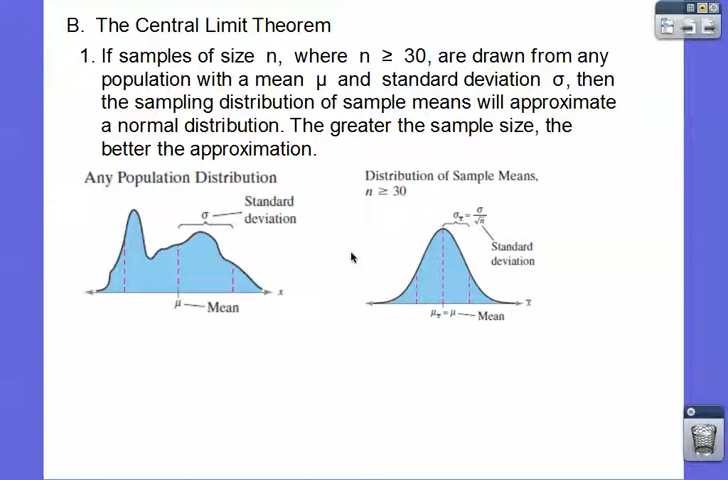 B. The Central Limit Theorem
1. If samples of size n, where n ≥ 30, are drawn from any
population with a mean μ and standard deviation σ, then
the sampling distribution of sample means will approximate
a normal distribution. The greater the sample size, the
better the approximation.
Any Population Distribution
Standard
deviation
σ
x
μ
Mean
Distribution of Sample Means,
n ≥ 30
σx̄ = σ/√n
Standard
deviation
x̄
μx̄ = μ
Mean